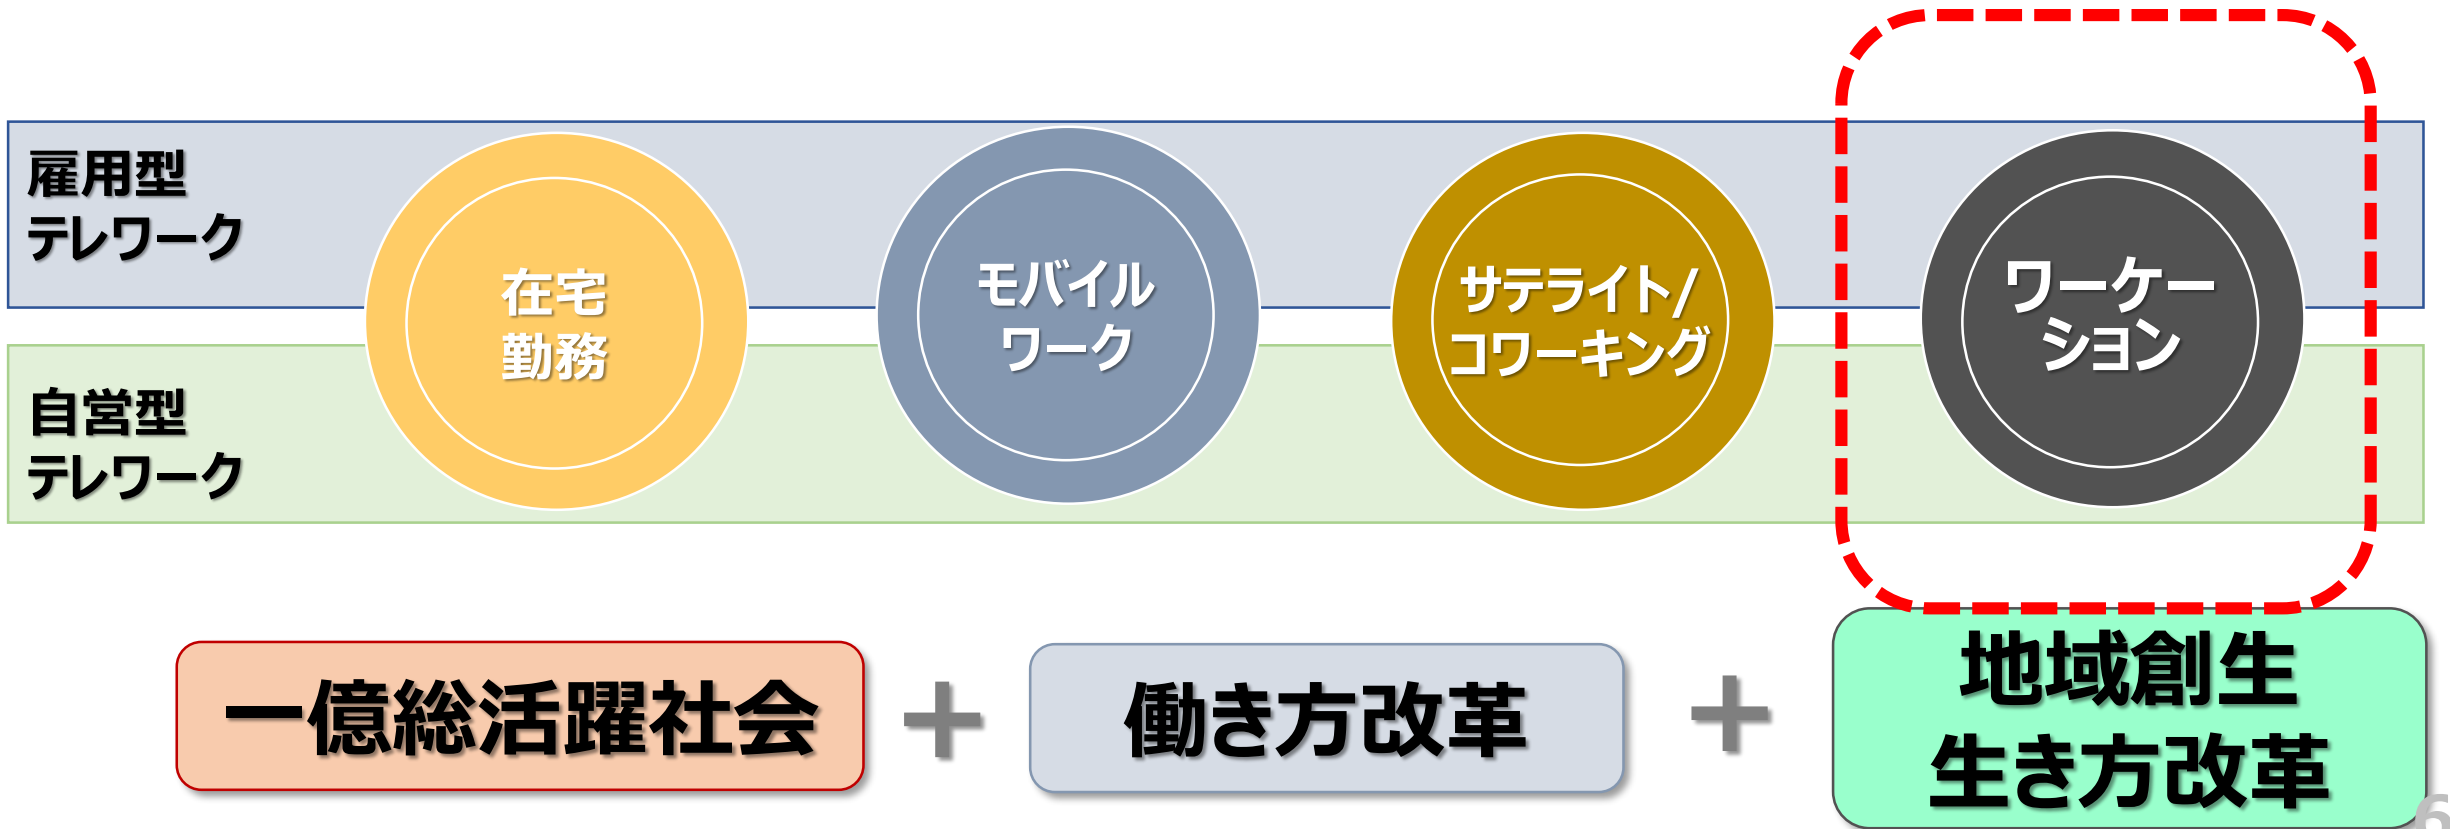 雇用型
テレワーク
在宅
勤務
モバイル
ワーク
サテライト/
コワーキング
ワーケー
ション
自営型
テレワーク
一億総活躍社会
+
働き方改革
+
地域創生
生き方改革
6